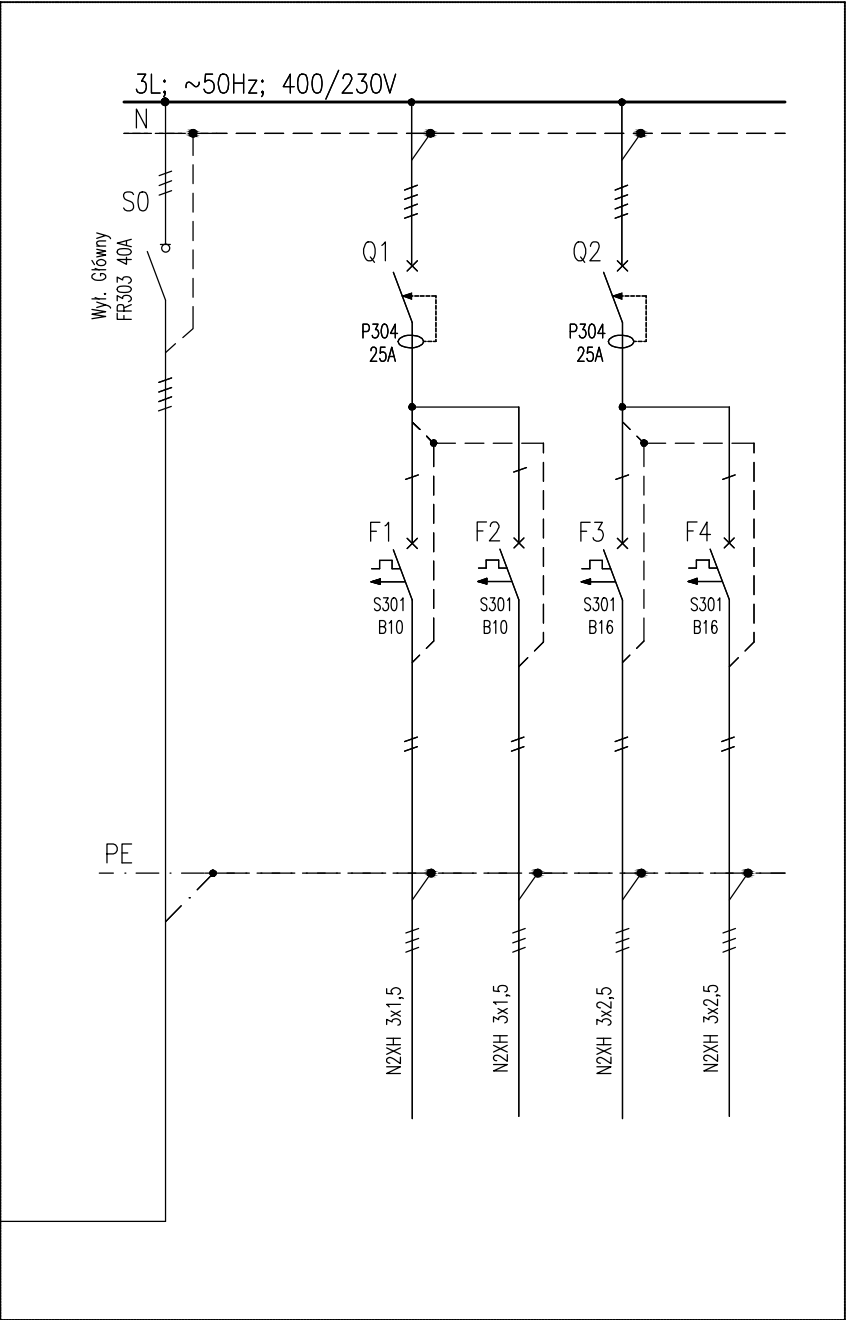 3L; ~50Hz; 400/230V
N
S0
Wył. Główny
FR303 40A
Q1
P304
25A
Q2
P304
25A
F1
S301
B10
F2
S301
B10
F3
S301
B16
F4
S301
B16
PE
N2XH 3x1,5
N2XH 3x1,5
N2XH 3x2,5
N2XH 3x2,5